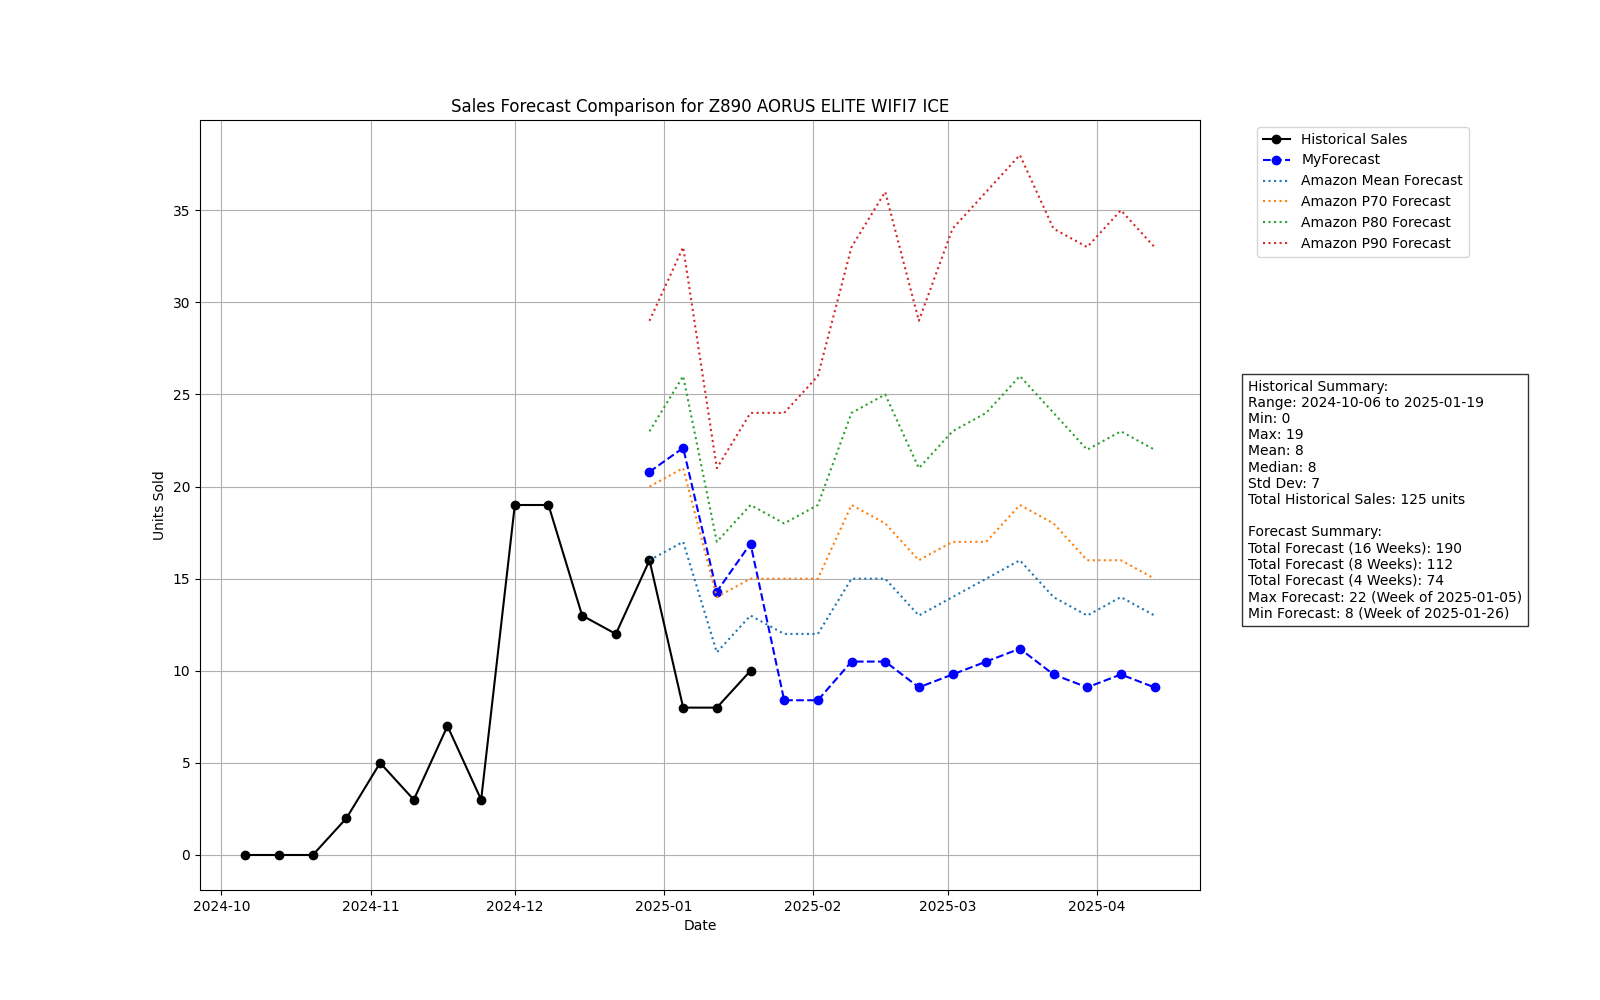 Sales Forecast Comparison for Z890 AORUS ELITE WIFI7 ICE
Units Sold
35
30
25
20
15
10
5
0
2024-10
2024-11
2024-12
2025-01
2025-02
2025-03
2025-04
Date
Historical Sales
MyForecast
Amazon Mean Forecast
Amazon P70 Forecast
Amazon P80 Forecast
Amazon P90 Forecast
Historical Summary:
Range: 2024-10-06 to 2025-01-19
Min: 0
Max: 19
Mean: 8
Median: 8
Std Dev: 7
Total Historical Sales: 125 units
Forecast Summary:
Total Forecast (16 Weeks): 190
Total Forecast (8 Weeks): 112
Total Forecast (4 Weeks): 74
Max Forecast: 22 (Week of 2025-01-05)
Min Forecast: 8 (Week of 2025-01-26)